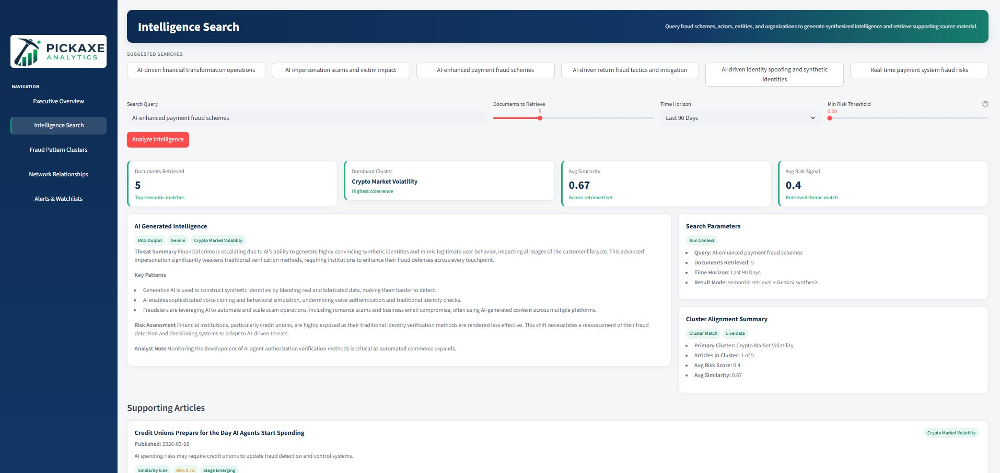 PICKAXE
ANALYTICS
NAVIGATION
Executive Overview
Intelligence Search
Fraud Pattern Clusters
Network Relationships
Alerts & Watchlists
Intelligence Search
Query fraud schemes, actors, entities, and organizations to generate synthesized intelligence and retrieve supporting source material.
SUGGESTED SEARCHES
AI-driven financial transformation operations
AI impersonation scams and victim impact
AI-enhanced payment fraud schemes
AI-driven return fraud tactics and mitigation
AI-driven identity spoofing and synthetic
identities
Real-time payment system fraud risks
Search Query
AI-enhanced payment fraud schemes
Documents to Retrieve
5
Time Horizon
Last 90 Days
Min Risk Threshold
0.00
Analyze Intelligence
Documents Retrieved
5
Top semantic matches
Dominant Cluster
Crypto Market Volatility
Highest coherence
Avg Similarity
0.67
Across retrieved set
Avg Risk Signal
0.4
Retrieved theme match
AI Generated Intelligence
RAG Output Gemini Crypto Market Volatility
Threat Summary Financial crime is escalating due to AI's ability to generate highly convincing synthetic identities and mimic legitimate user behavior, impacting all stages of the customer lifecycle. This advanced
impersonation significantly weakens traditional verification methods, requiring institutions to enhance their fraud defenses across every touchpoint.
Key Patterns
• Generative AI is used to construct synthetic identities by blending real and fabricated data, making them harder to detect.
• AI enables sophisticated voice cloning and behavioral simulation, undermining voice authentication and traditional identity checks.
• Fraudsters are leveraging AI to automate and scale scam operations, including romance scams and business email compromise, often using AI-generated content across multiple platforms.
Risk Assessment Financial institutions, particularly credit unions, are highly exposed as their traditional identity verification methods are rendered less effective. This shift necessitates a reassessment of their fraud
detection and decisioning systems to adapt to AI-driven threats.
Analyst Note Monitoring the development of AI agent authorization verification methods is critical as automated commerce expands.
Search Parameters
Run Context
• Query: AI-enhanced payment fraud schemes
• Documents Retrieved: 5
• Time Horizon: Last 90 Days
• Result Mode: semantic retrieval + Gemini synthesis
Cluster Alignment Summary
Cluster Match Live Data
• Primary Cluster: Crypto Market Volatility
• Articles in Cluster: 1 of 5
• Avg Risk Score: 0.4
• Avg Similarity: 0.67
Supporting Articles
Credit Unions Prepare for the Day AI Agents Start Spending
Crypto Market Volatility
Published: 2026-03-18
AI spending risks may require credit unions to update fraud detection and control systems.
Similarity 0.69 Risk 0.72 Stage Emerging